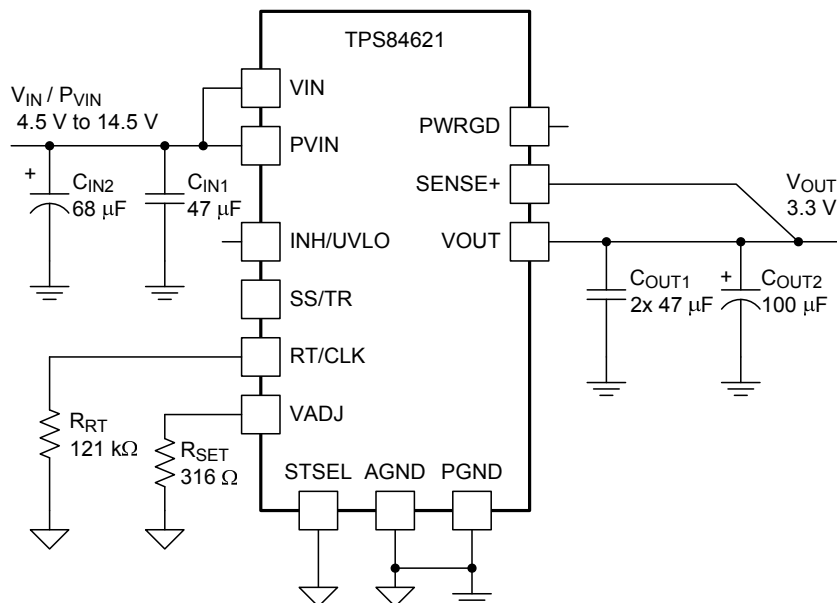 TPS84621
VIN
VIN / PVIN
4.5 V to 14.5 V
PWRGD
PVIN
+
CIN2
68 μF
CIN1
47 μF
SENSE+
VOUT
3.3 V
INH/UVLO
VOUT
SS/TR
COUT1
2x 47 μF
+
COUT2
100 μF
RT/CLK
VADJ
RRT
121 kΩ
RSET
316 Ω
STSEL
AGND
PGND